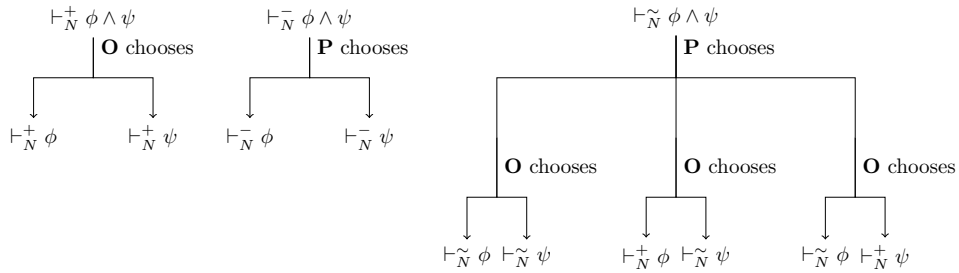 ⊢⁺_N ϕ ∧ ψ ⊢⁻_N ϕ ∧ ψ ⊢^~_N ϕ ∧ ψ
O chooses P chooses P chooses
⊢⁺_N ϕ ⊢⁺_N ψ ⊢⁻_N ϕ ⊢⁻_N ψ
O chooses O chooses O chooses
⊢^~_N ϕ ⊢^~_N ψ ⊢⁺_N ϕ ⊢^~_N ψ ⊢^~_N ϕ ⊢⁺_N ψ